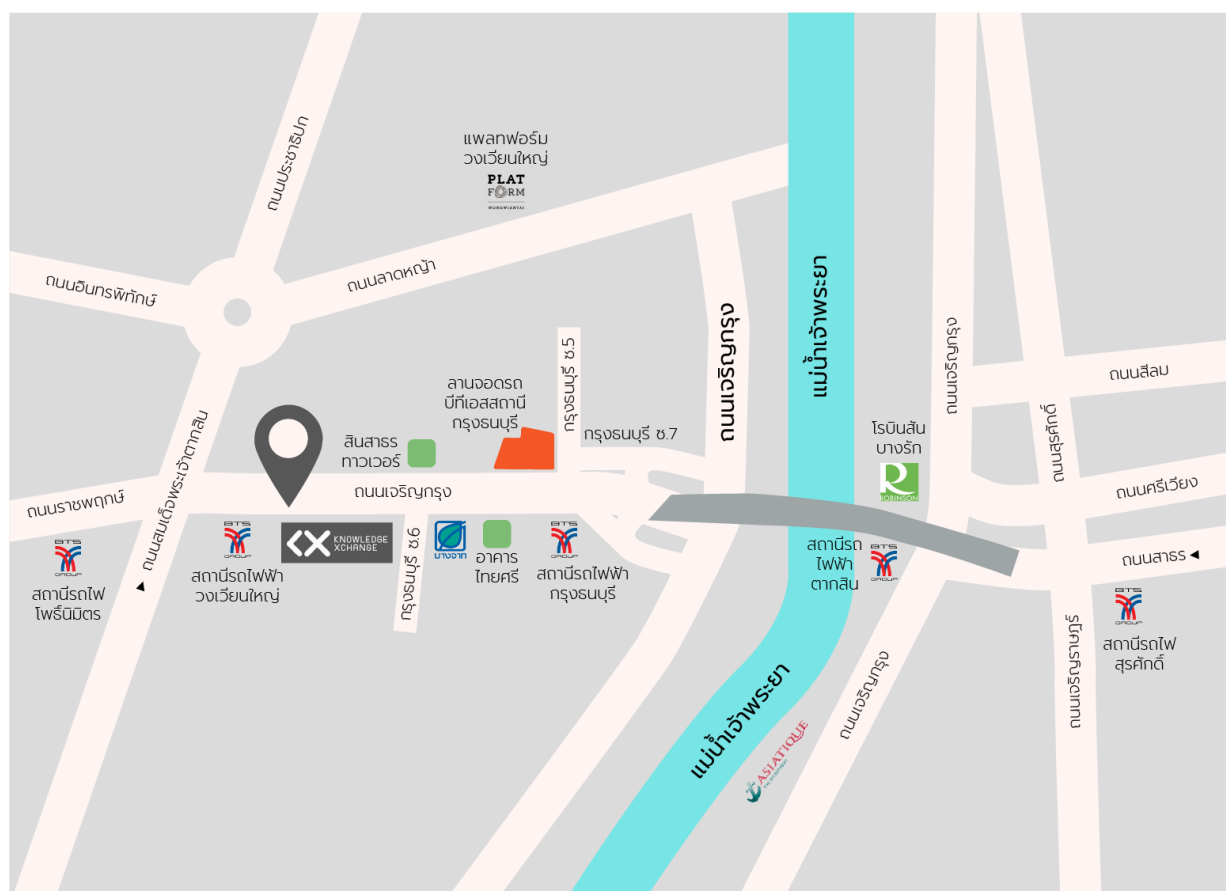 แพลทฟอร์ม
วงเวียนใหญ่
PLAT
FORM
WONGWIANYAI
ถนนประชาธิปก
ถนนอินทรพิทักษ์
ถนนลาดหญ้า
ถนนเจริญกรุง
แม่น้ำเจ้าพระยา
ถนนเจริญกรุง
ถนนสุรศักดิ์
ถนนสีลม
ลานจอดรถ
บีทีเอสสถานี
กรุงธนบุรี
กรุงธนบุรี ซ.5
กรุงธนบุรี ซ.7
สินสาธร
ทาวเวอร์
โรบินสัน
บางรัก
R
ROBINSON
ถนนสมเด็จพระเจ้าตากสิน
ถนนราชพฤกษ์
ถนนเจริญกรุง
ถนนศรีเวียง
ถนนสาธร
BTS
GROUP
สถานีรถไฟ
โพธิ์นิมิตร
BTS
GROUP
สถานีรถไฟฟ้า
วงเวียนใหญ่
KX KNOWLEDGE
XCHANGE
กรุงธนบุรี ซ.6
บางจาก
อาคาร
ไทยศรี
BTS
GROUP
สถานีรถไฟฟ้า
กรุงธนบุรี
สถานีรถ
ไฟฟ้า
ตากสิน
BTS
GROUP
BTS
GROUP
สถานีรถไฟ
สุรศักดิ์
ถนนเจริญราษฎร์
ถนนเจริญกรุง
แม่น้ำเจ้าพระยา
ASIATIQUE
THE RIVERFRONT